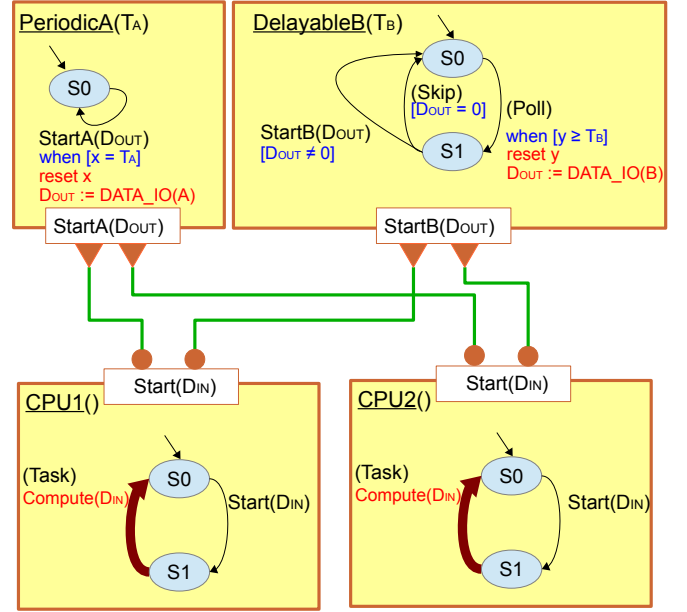 PeriodicA(TA)
S0
StartA(DOUT)
when [x = TA]
reset x
DOUT := DATA_IO(A)
StartA(DOUT)
DelayableB(TB)
S0
(Skip)
[DOUT = 0]
(Poll)
StartB(DOUT)
[DOUT ≠ 0]
S1
when [y ≥ TB]
reset y
DOUT := DATA_IO(B)
StartB(DOUT)
Start(DIN)
CPU1()
S0
(Task)
Compute(DIN)
Start(DIN)
S1
Start(DIN)
CPU2()
S0
(Task)
Compute(DIN)
Start(DIN)
S1